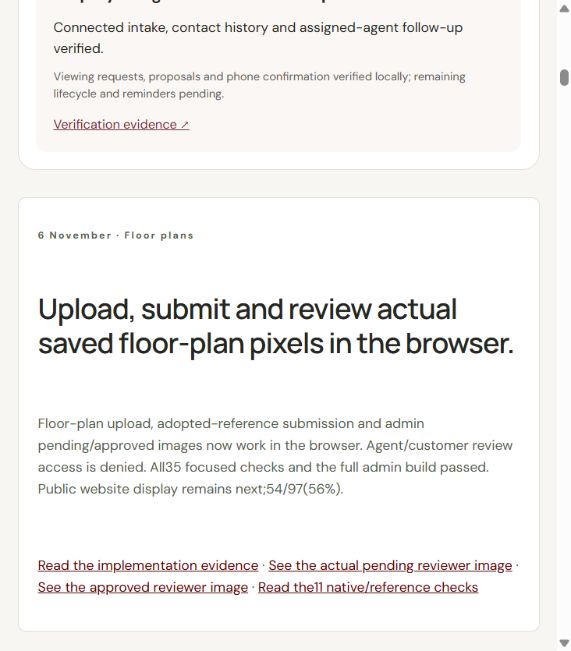 Connected intake, contact history and assigned-agent follow-up
verified.
Viewing requests, proposals and phone confirmation verified locally; remaining
lifecycle and reminders pending.
Verification evidence ↗
6 November · Floor plans
Upload, submit and review actual
saved floor-plan pixels in the browser.
Floor-plan upload, adopted-reference submission and admin
pending/approved images now work in the browser. Agent/customer review
access is denied. All35 focused checks and the full admin build passed.
Public website display remains next;54/97(56%).
Read the implementation evidence · See the actual pending reviewer image ·
See the approved reviewer image · Read the11 native/reference checks